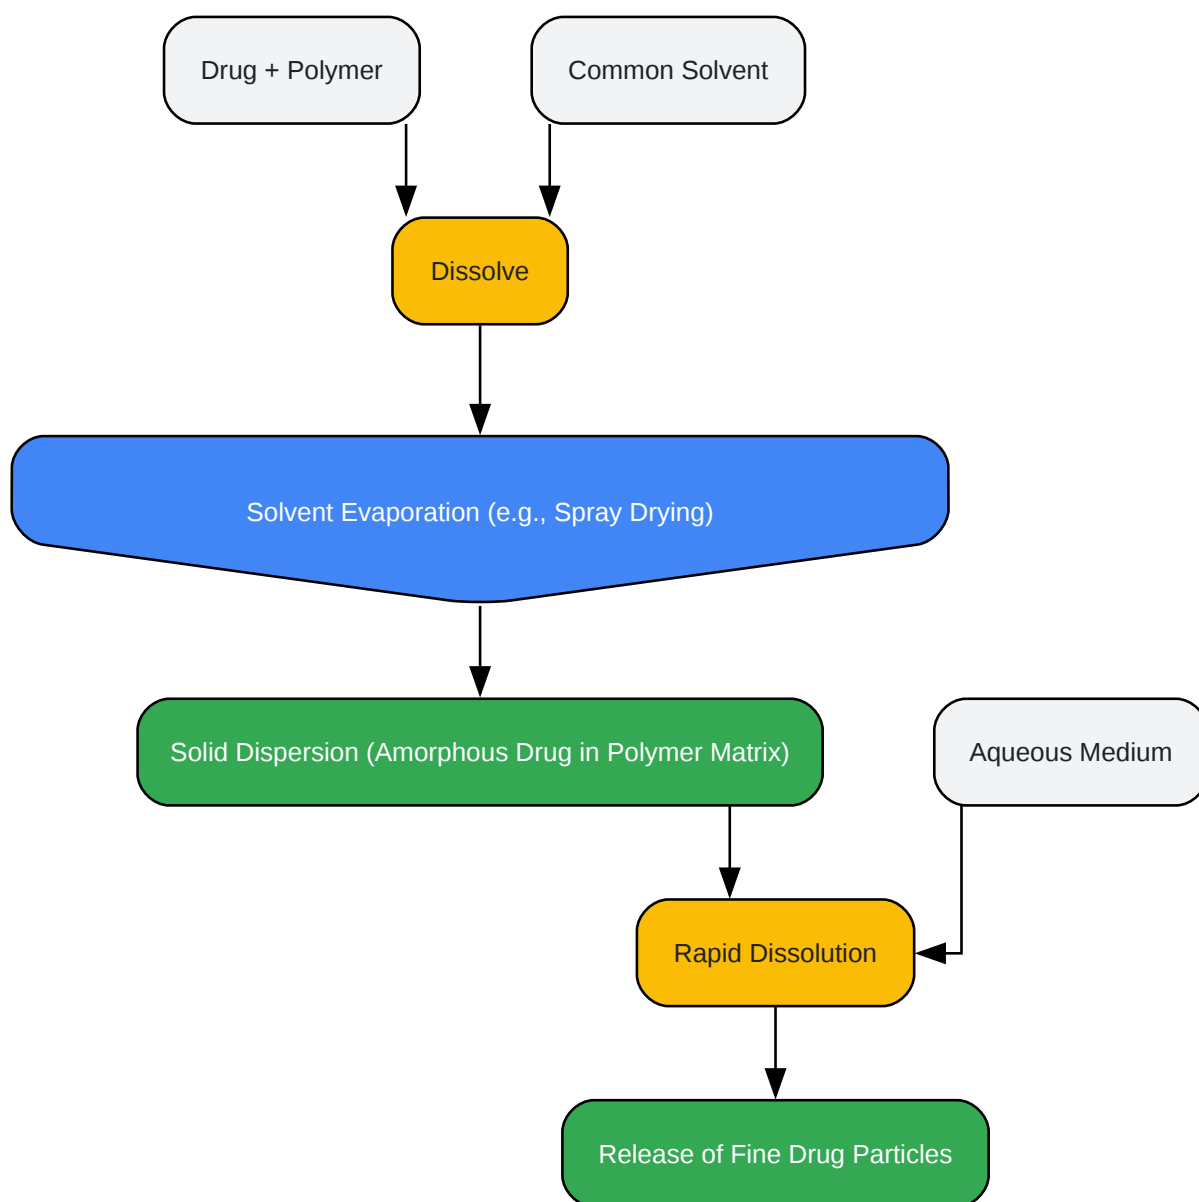 Drug + Polymer
Common Solvent
Dissolve
Solvent Evaporation (e.g., Spray Drying)
Solid Dispersion (Amorphous Drug in Polymer Matrix)
Aqueous Medium
Rapid Dissolution
Release of Fine Drug Particles